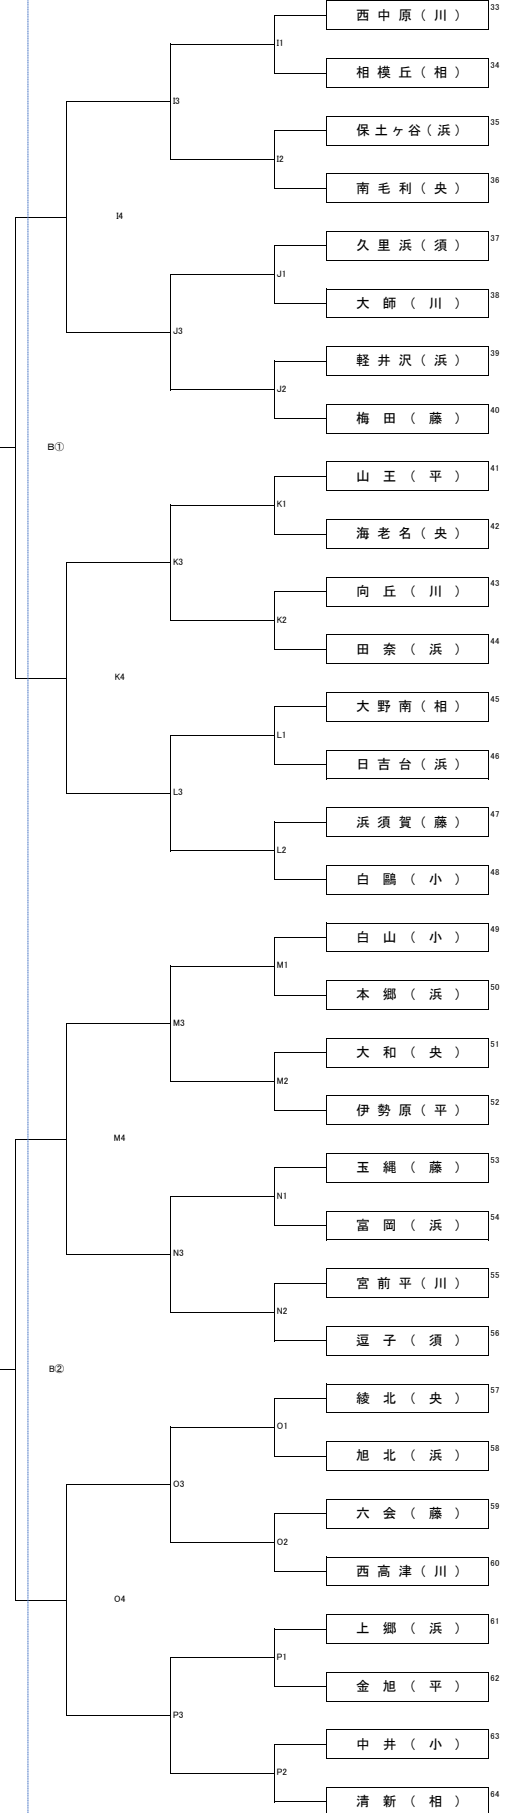 西中原（川） 33
I1
相模丘（相） 34
I3
保土ヶ谷（浜） 35
I2
南毛利（央） 36
I4
久里浜（須） 37
J1
大師（川） 38
J3
軽井沢（浜） 39
J2
梅田（藤） 40
B①
山王（平） 41
K1
海老名（央） 42
K3
向丘（川） 43
K2
田奈（浜） 44
K4
大野南（相） 45
L1
日吉台（浜） 46
L3
浜須賀（藤） 47
L2
白鷗（小） 48
白山（小） 49
M1
本郷（浜） 50
M3
大和（央） 51
M2
伊勢原（平） 52
M4
玉縄（藤） 53
N1
富岡（浜） 54
N3
宮前平（川） 55
N2
逗子（須） 56
B②
綾北（央） 57
O1
旭北（浜） 58
O3
六会（藤） 59
O2
西高津（川） 60
O4
上郷（浜） 61
P1
金旭（平） 62
P3
中井（小） 63
P2
清新（相） 64